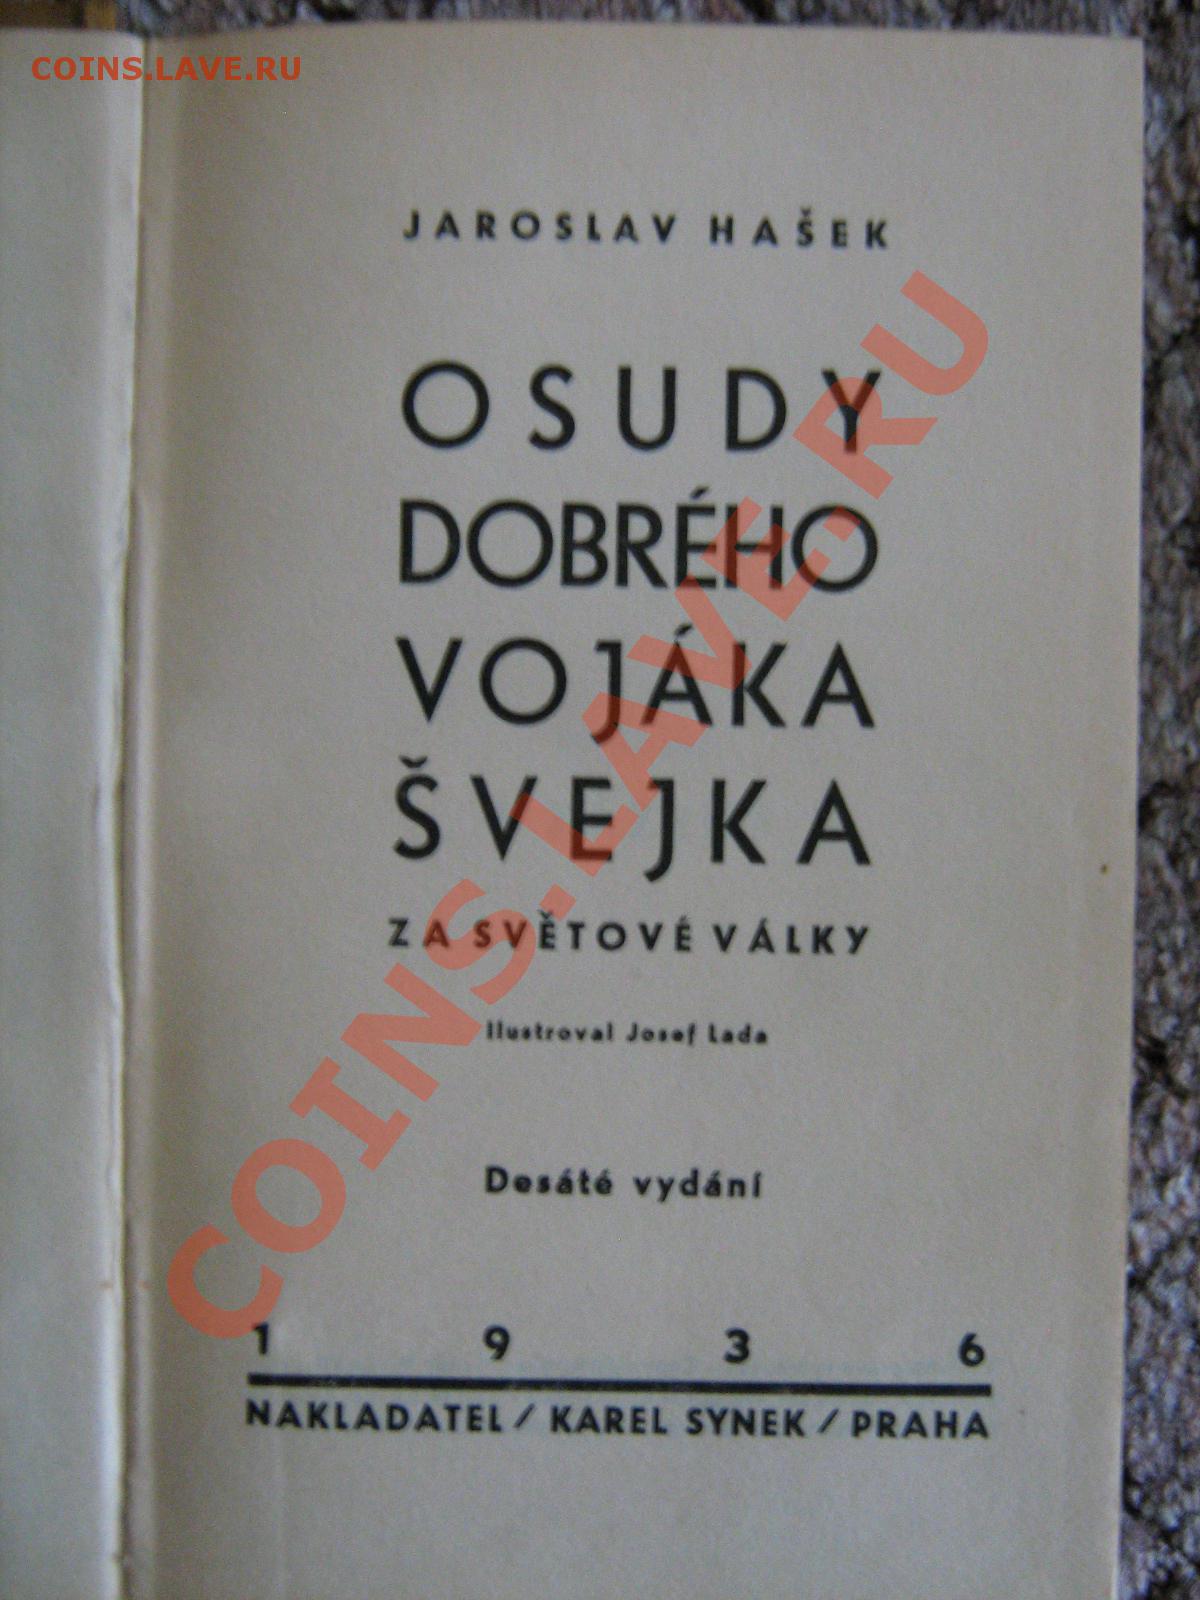 COINS.LAVE.RU
JAROSLAV HAŠEK
OSUDY
DOBRÉHO
VOJÁKA
ŠVEJKA
ZA SVĚTOVÉ VÁLKY
Ilustroval Josef Lada
Desáté vydání
1 9 3 6
NAKLADATEL / KAREL SYNEK / PRAHA
COINS.LAVE.RU